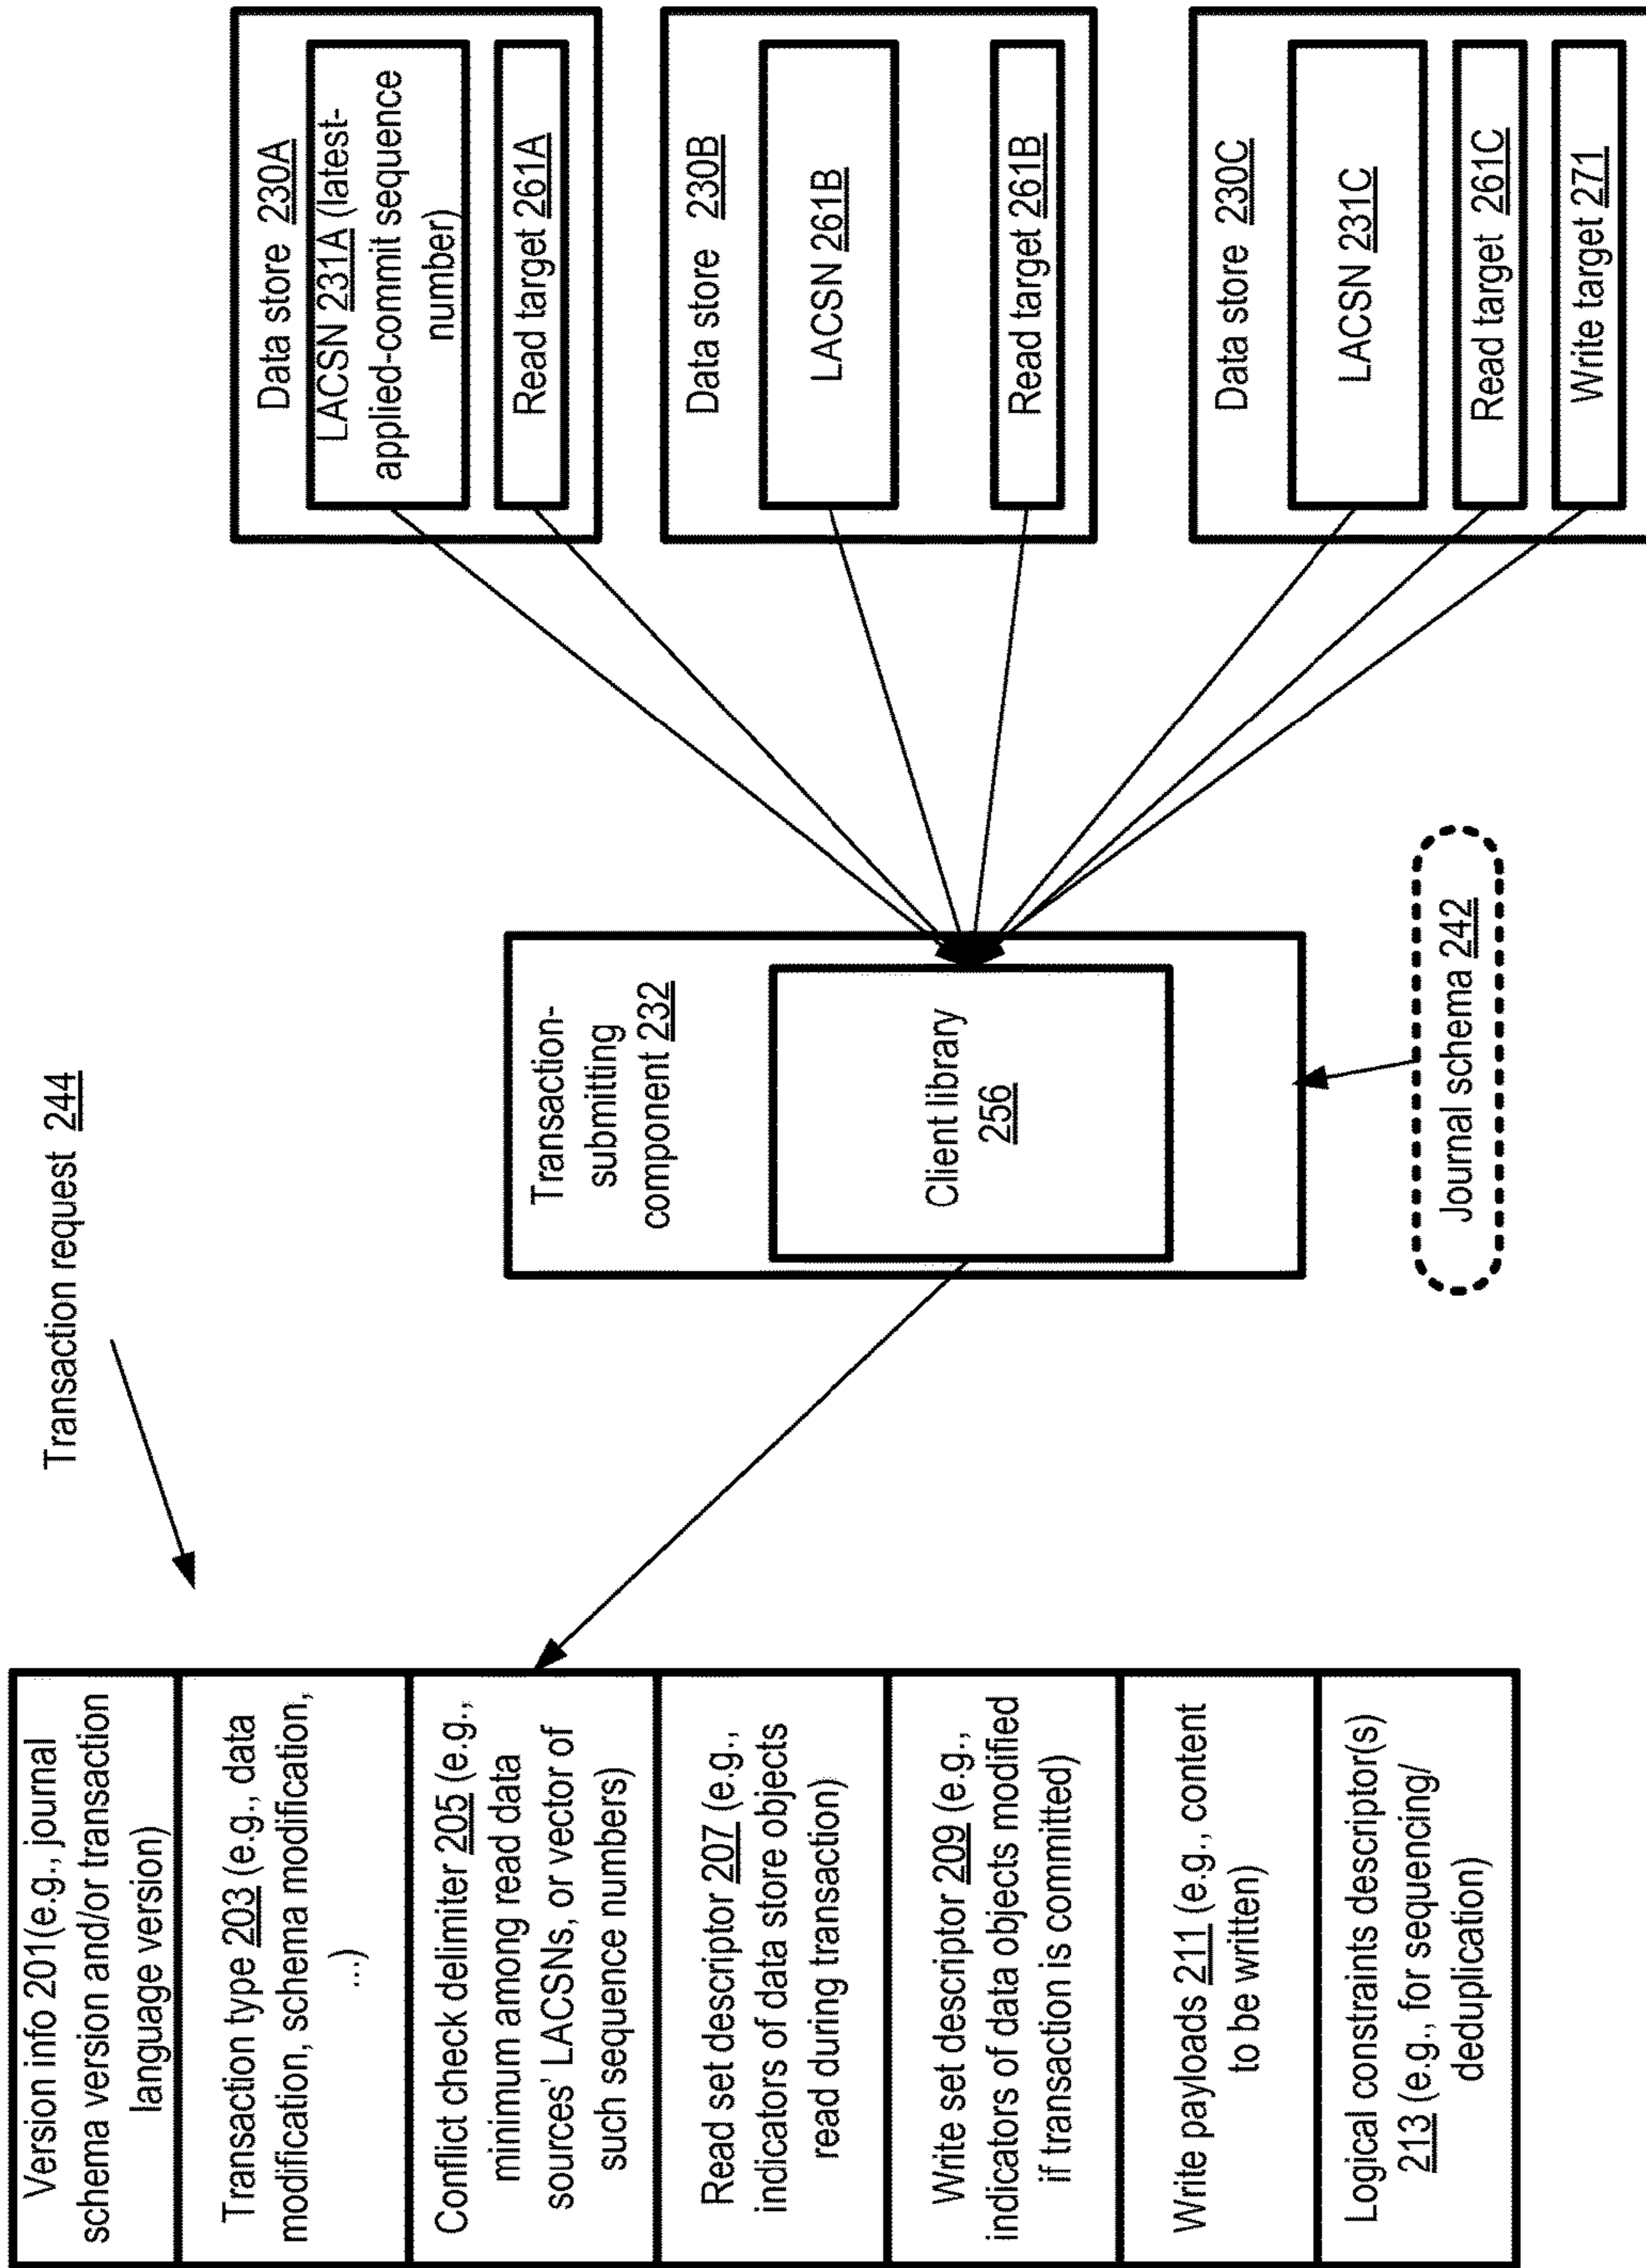 Transaction request 244
Version info 201(e.g., journal
schema version and/or transaction
language version)
Transaction type 203 (e.g., data
modification, schema modification,
...)
Conflict check delimiter 205 (e.g.,
minimum among read data
sources' LACSNs, or vector of
such sequence numbers)
Read set descriptor 207 (e.g.,
indicators of data store objects
read during transaction)
Write set descriptor 209 (e.g.,
indicators of data objects modified
if transaction is committed)
Write payloads 211 (e.g., content
to be written)
Logical constraints descriptor(s)
213 (e.g., for sequencing/
deduplication)
Transaction-
submitting
component 232
Client library
256
Journal schema 242
Data store 230A
LACSN 231A (latest-
applied-commit sequence
number)
Read target 261A
Data store 230B
LACSN 261B
Read target 261B
Data store 230C
LACSN 231C
Read target 261C
Write target 271